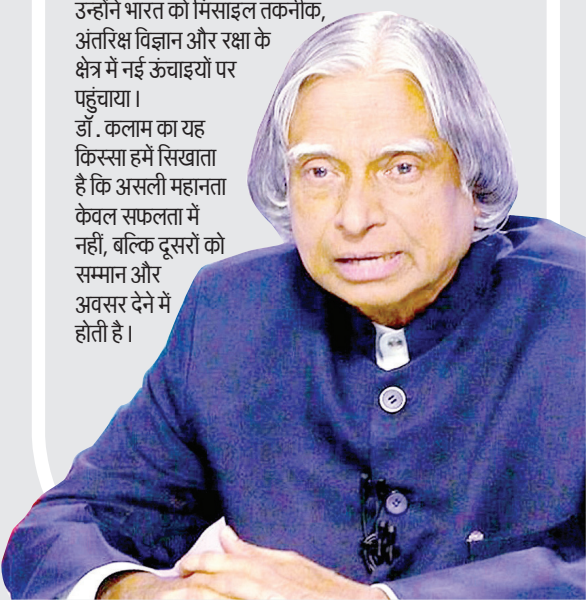 उन्होंने भारत को मिसाइल तकनीक,
अंतरिक्ष विज्ञान और रक्षा के
क्षेत्र में नई ऊंचाइयों पर
पहुंचाया ।
डॉ . कलाम का यह
किस्सा हमें सिखाता
है कि असली महानता
केवल सफलता में
नहीं, बल्कि दूसरों को
सम्मान और
अवसर देने में
होती है ।